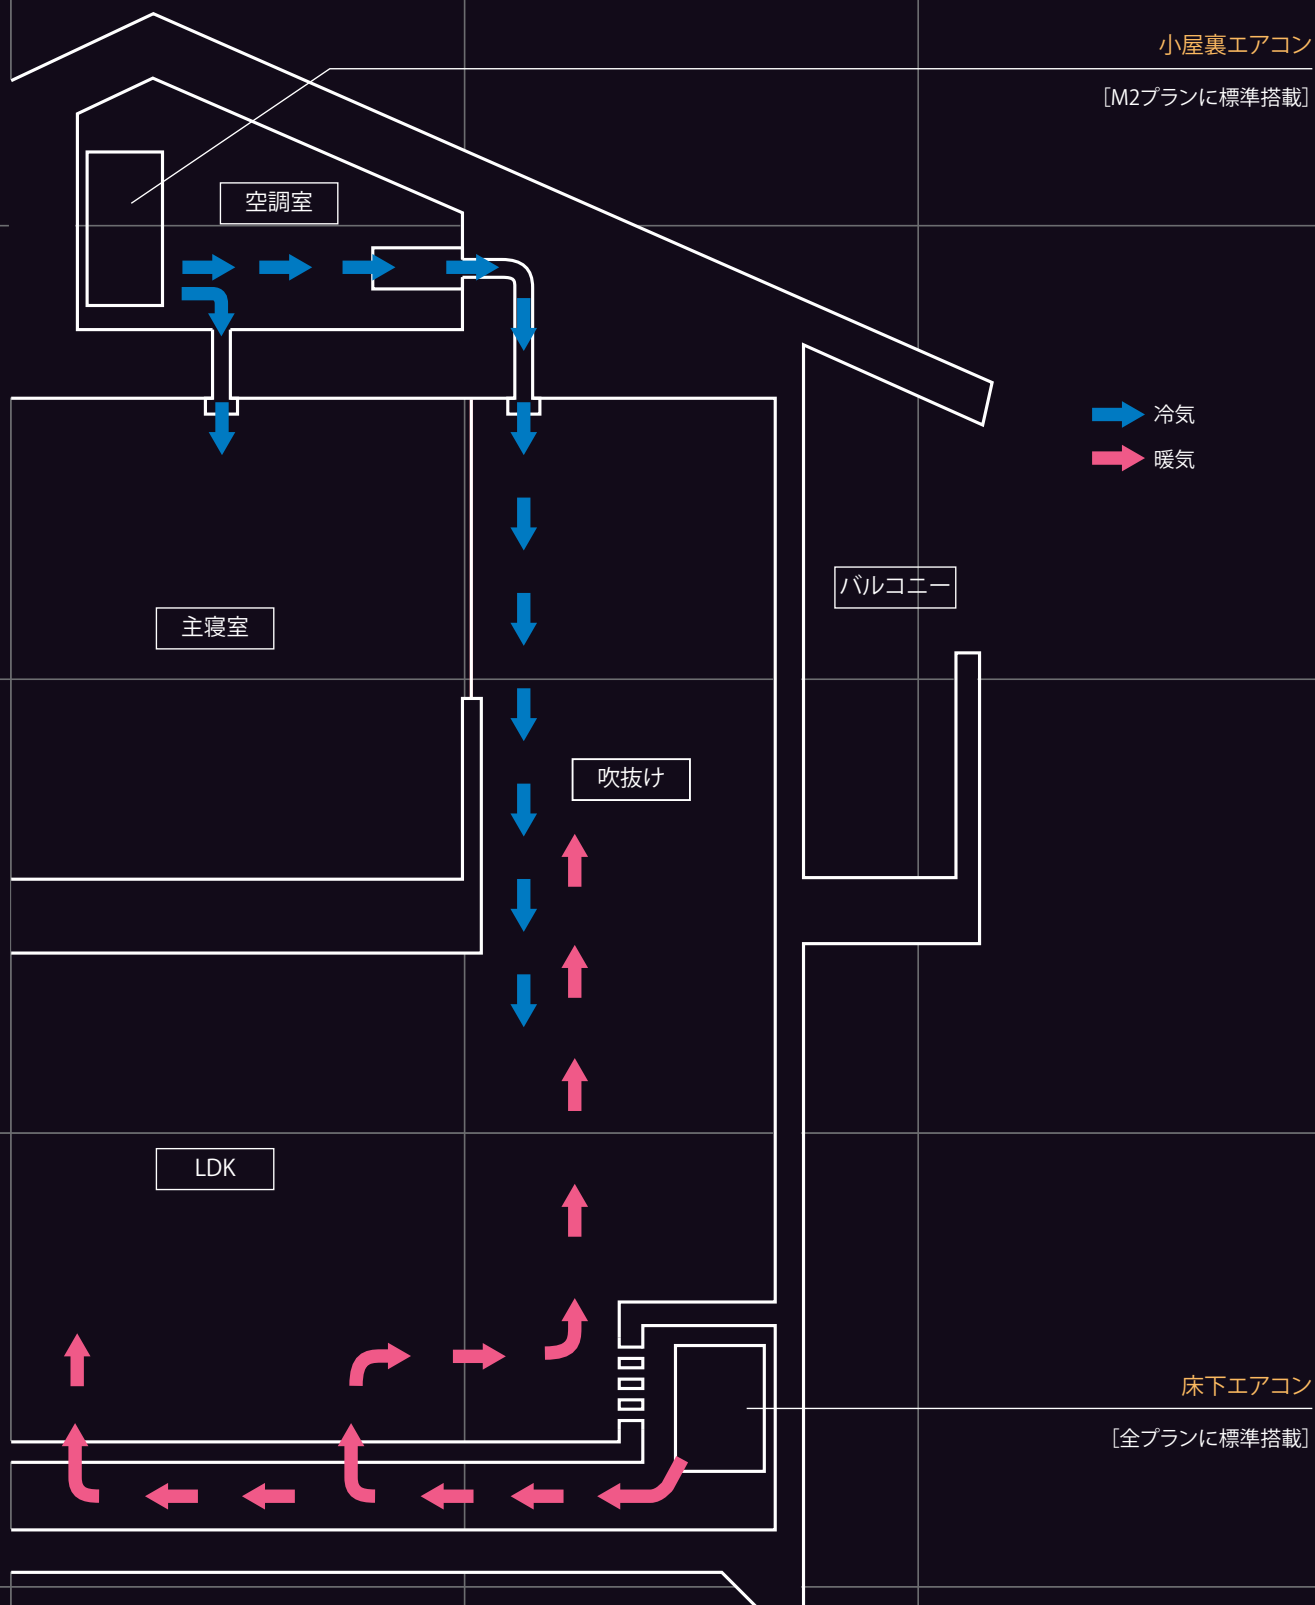 小屋裏エアコン
[M2プランに標準搭載]
空調室
冷気
暖気
バルコニー
主寝室
吹抜け
LDK
床下エアコン
[全プランに標準搭載]